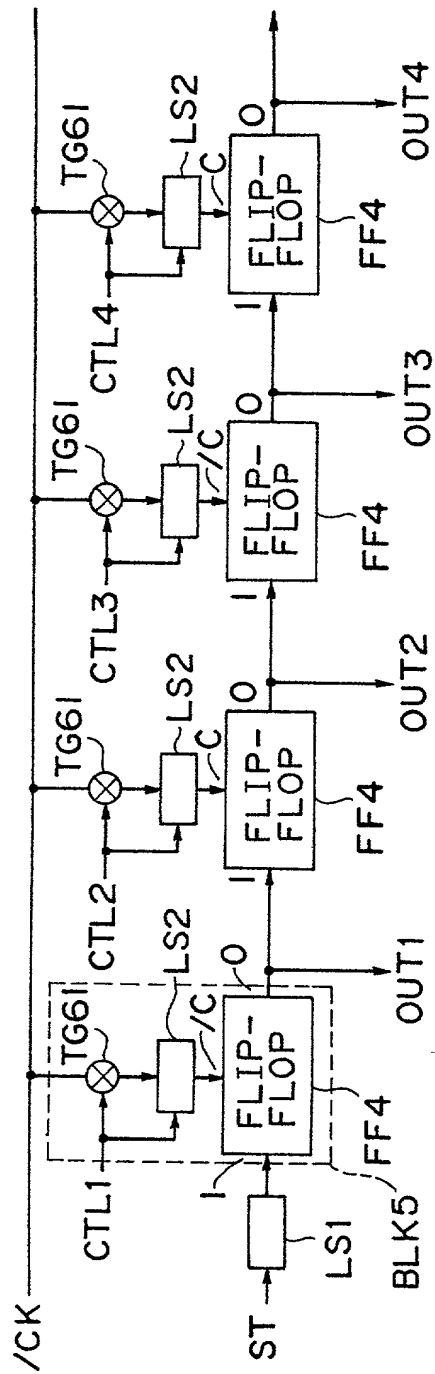 /CK
TG61
TG61
TG61
TG61
CTL1
CTL2
CTL3
CTL4
LS2
LS2
LS2
LS2
/C
C
/C
C
I
O
I
O
I
O
I
O
FLIP-
FLOP
FLIP-
FLOP
FLIP-
FLOP
FLIP-
FLOP
ST
LS1
FF4
FF4
FF4
FF4
BLK5
OUT1
OUT2
OUT3
OUT4